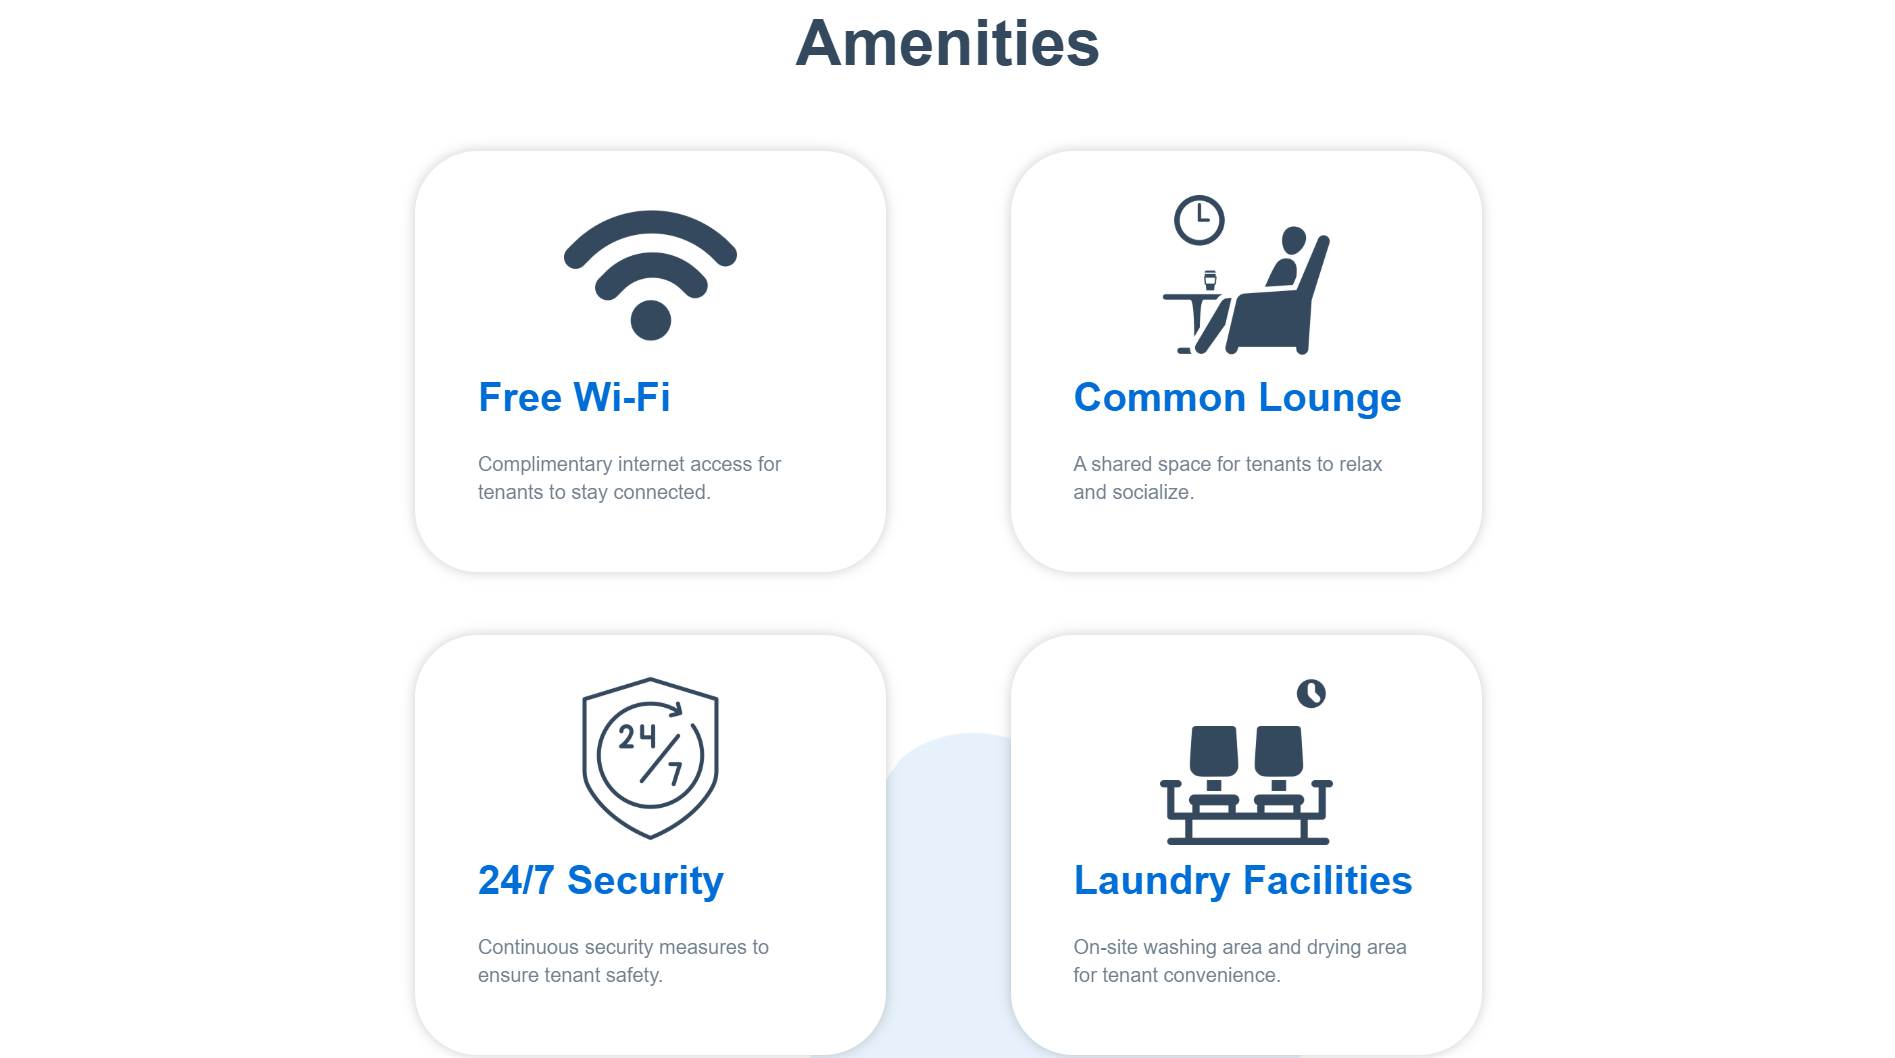 Amenities
Free Wi-Fi
Complimentary internet access for
tenants to stay connected.
Common Lounge
A shared space for tenants to relax
and socialize.
24/7
24/7 Security
Continuous security measures to
ensure tenant safety.
Laundry Facilities
On-site washing area and drying area
for tenant convenience.